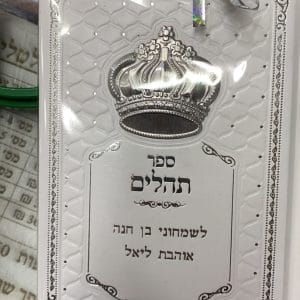 ספר
תהלים
לשמחוני בן חנה
אוהבת ליאל